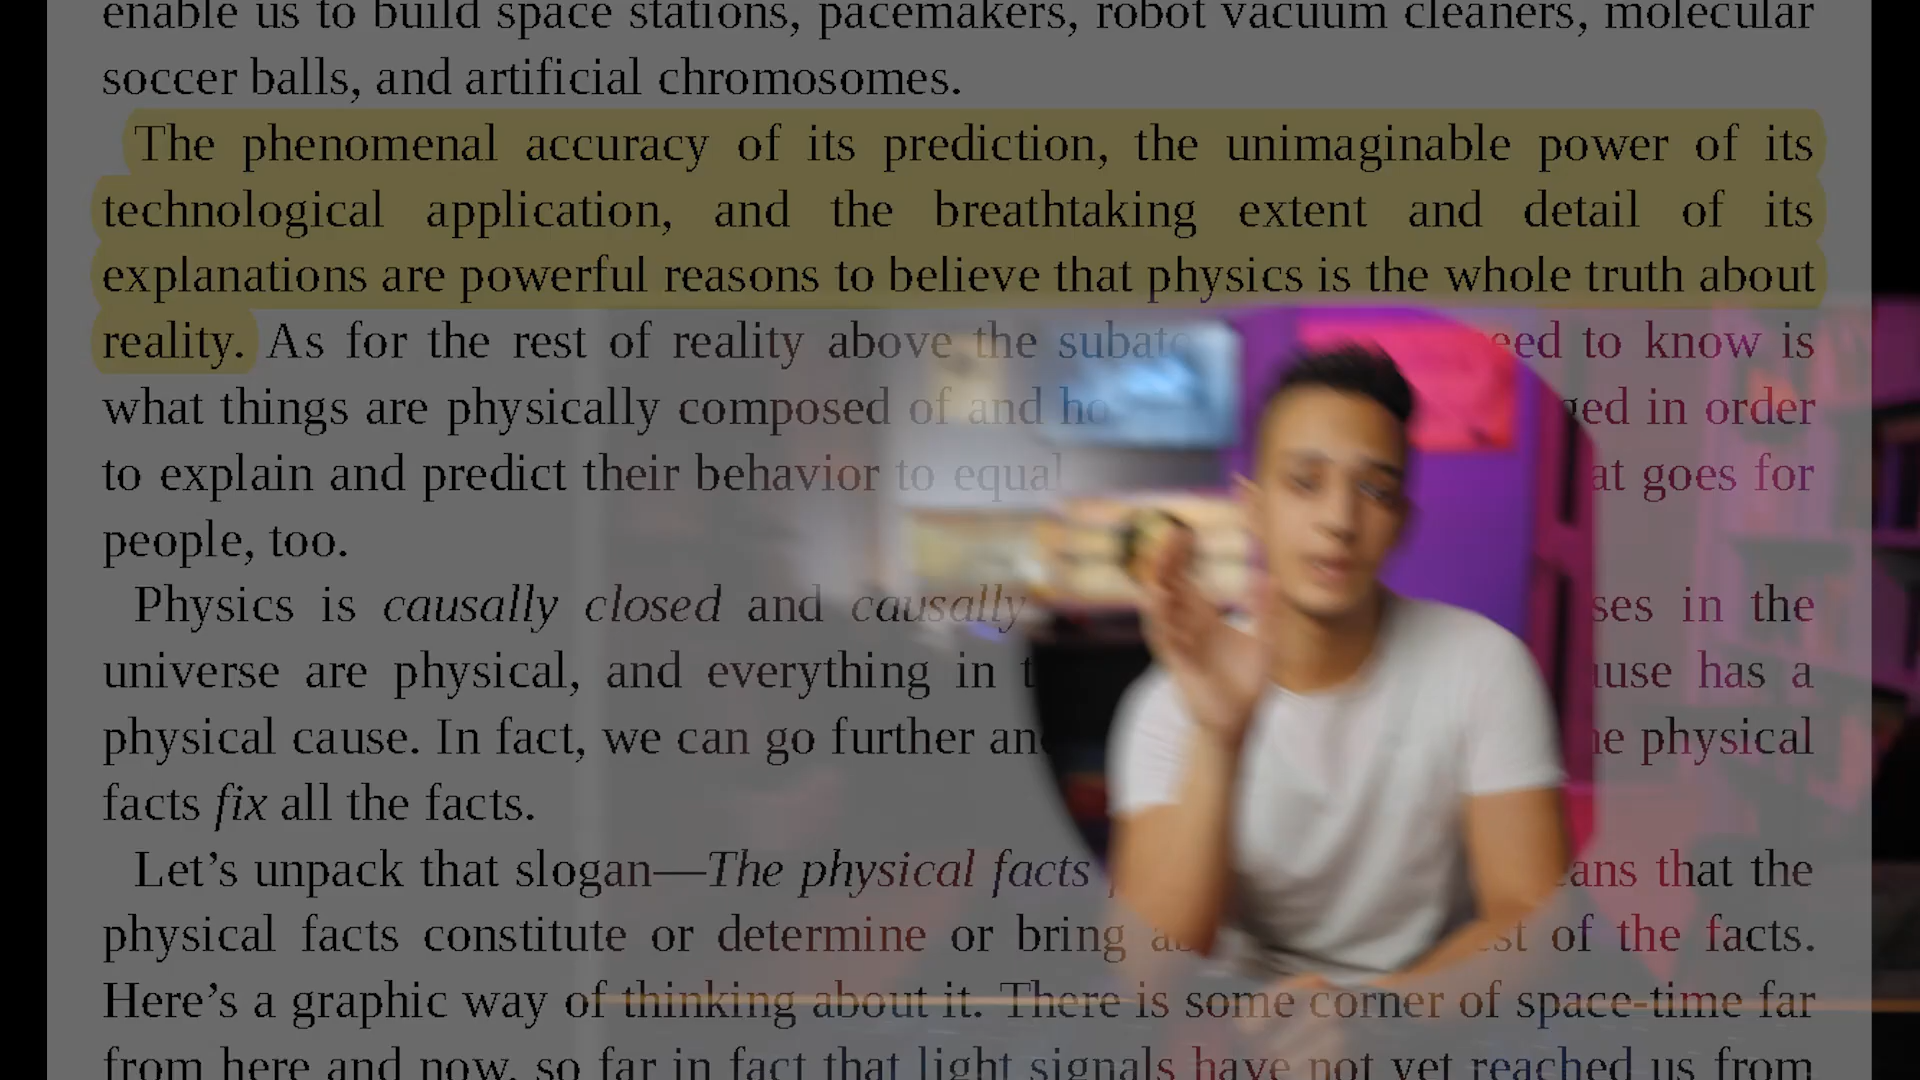 enable us to build space stations, pacemakers, robot vacuum cleaners, molecular
soccer balls, and artificial chromosomes.
The phenomenal accuracy of its prediction, the unimaginable power of its
technological application, and the breathtaking extent and detail of its
explanations are powerful reasons to believe that physics is the whole truth about
reality. As for the rest of reality above the need to know is
what things are physically composed of and in order
to explain and predict their behavior to equal goes for
people, too.
Physics is causally closed and causally in the
universe are physical, and everything in has a
physical cause. In fact, we can go further and physical
facts fix all the facts.
Let’s unpack that slogan—The physical facts that the
physical facts constitute or determine or bring of the facts.
Here’s a graphic way of thinking about it. There is some corner of space-time far
from here and now, so far in fact that light signals have not yet reached us from